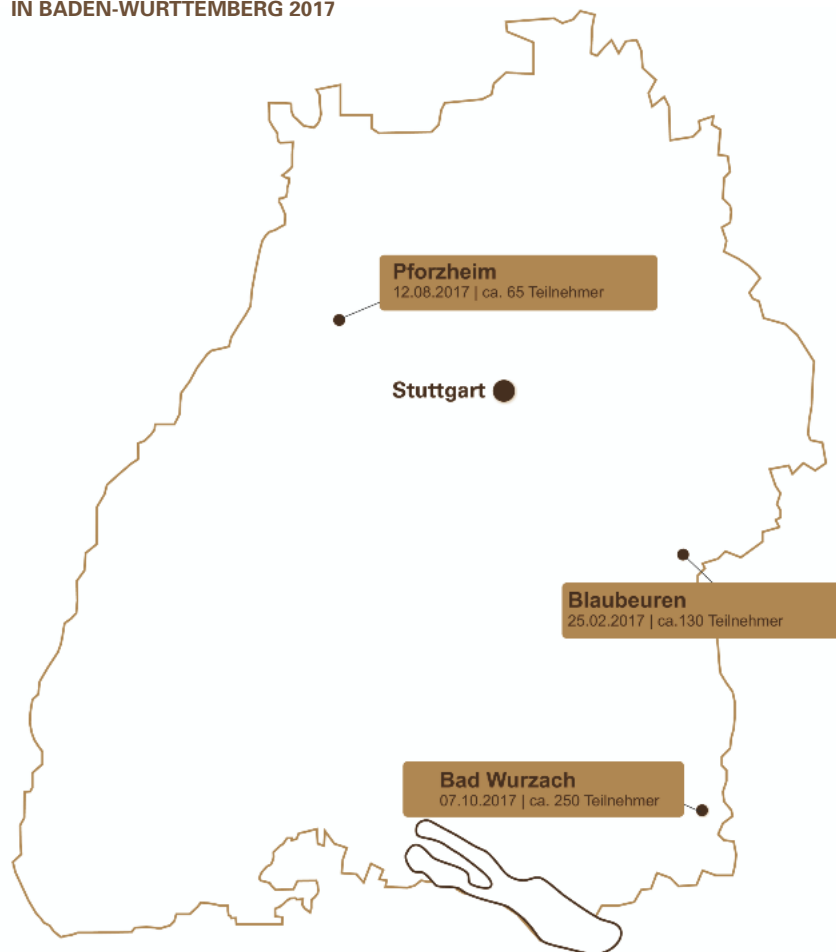 IN BADEN-WÜRTTEMBERG 2017
Pforzheim
12.08.2017 | ca. 65 Teilnehmer
Stuttgart
Blaubeuren
25.02.2017 | ca.130 Teilnehmer
Bad Wurzach
07.10.2017 | ca. 250 Teilnehmer